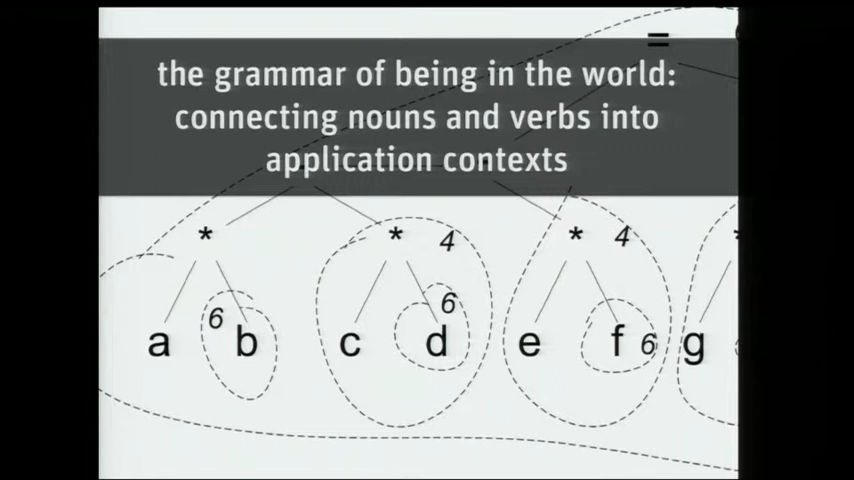 =
the grammar of being in the world:
connecting nouns and verbs into
application contexts
* * 4 * 4 *
6 6
a b c d e f 6 g